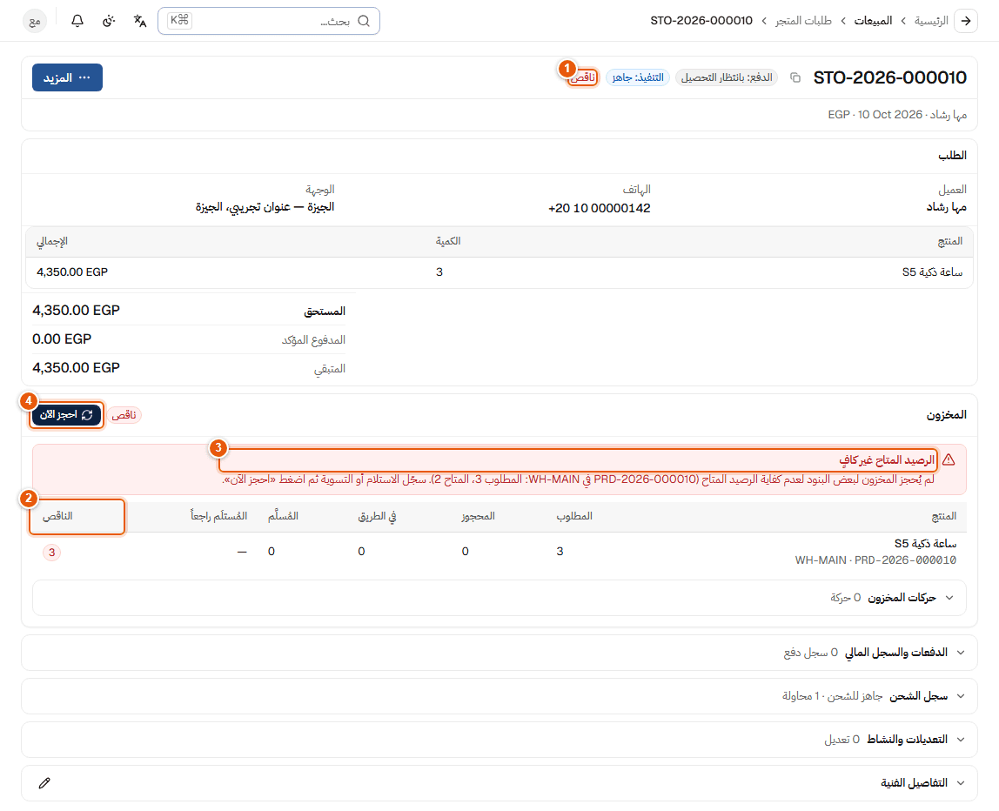 الرئيسية
المبيعات
طلبات المتجر
STO-2026-000010
بحث...
⌘K
مع
STO-2026-000010
الدفع: بانتظار التحصيل
التنفيذ: جاهز
ناقص
1
المزيد
مها رشاد · EGP · 10 Oct 2026
الطلب
العميل
الهاتف
الوجهة
مها رشاد
+20 10 00000142
الجيزة — عنوان تجريبي، الجيزة
المنتج
الكمية
الإجمالي
ساعة ذكية S5
3
4,350.00 EGP
المستحق
4,350.00 EGP
المدفوع المؤكد
0.00 EGP
المتبقي
4,350.00 EGP
المخزون
ناقص
احجز الآن
4
3
الرصيد المتاح غير كافٍ
لم يُحجز المخزون لبعض البنود لعدم كفاية الرصيد المتاح (PRD-2026-000010 في WH-MAIN: المطلوب 3، المتاح 2). سجّل الاستلام أو التسوية ثم اضغط «احجز الآن».
2
المنتج
المطلوب
المحجوز
في الطريق
المُسلَّم
المُستلَم راجعاً
الناقص
ساعة ذكية S5
WH-MAIN · PRD-2026-000010
3
0
0
0
—
3
حركات المخزون
0 حركة
الدفعات والسجل المالي
0 سجل دفع
سجل الشحن
جاهز للشحن · 1 محاولة
التعديلات والنشاط
0 تعديل
التفاصيل الفنية